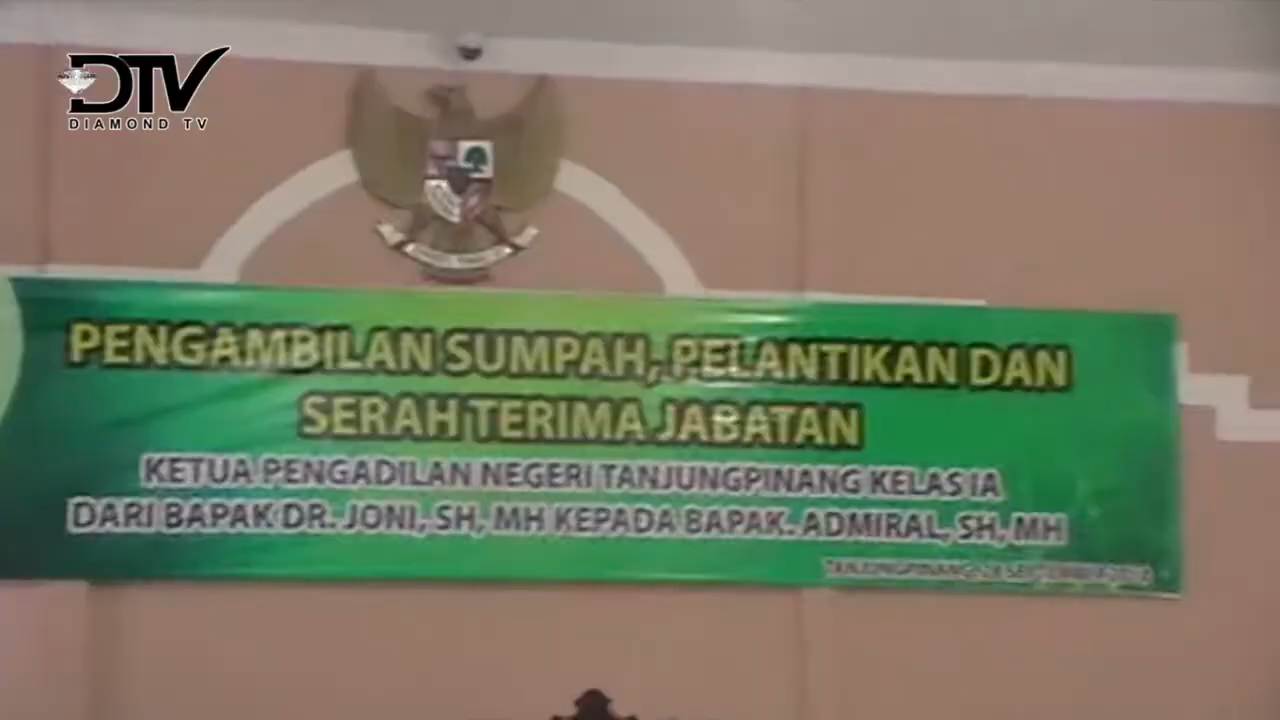 DTV
DIAMOND TV
PENGAMBILAN SUMPAH, PELANTIKAN DAN
SERAH TERIMA JABATAN
KETUA PENGADILAN NEGERI TANJUNGPINANG KELAS IA
DARI BAPAK DR. JONI, SH, MH KEPADA BAPAK. ADMIRAL, SH, MH
TANJUNGPINANG